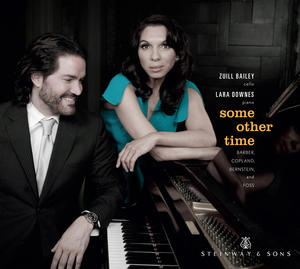 ZUILL BAILEY
cello
LARA DOWNES
piano
some
other
time
BARBER,
COPLAND,
BERNSTEIN,
and
FOSS
STEINWAY & SONS